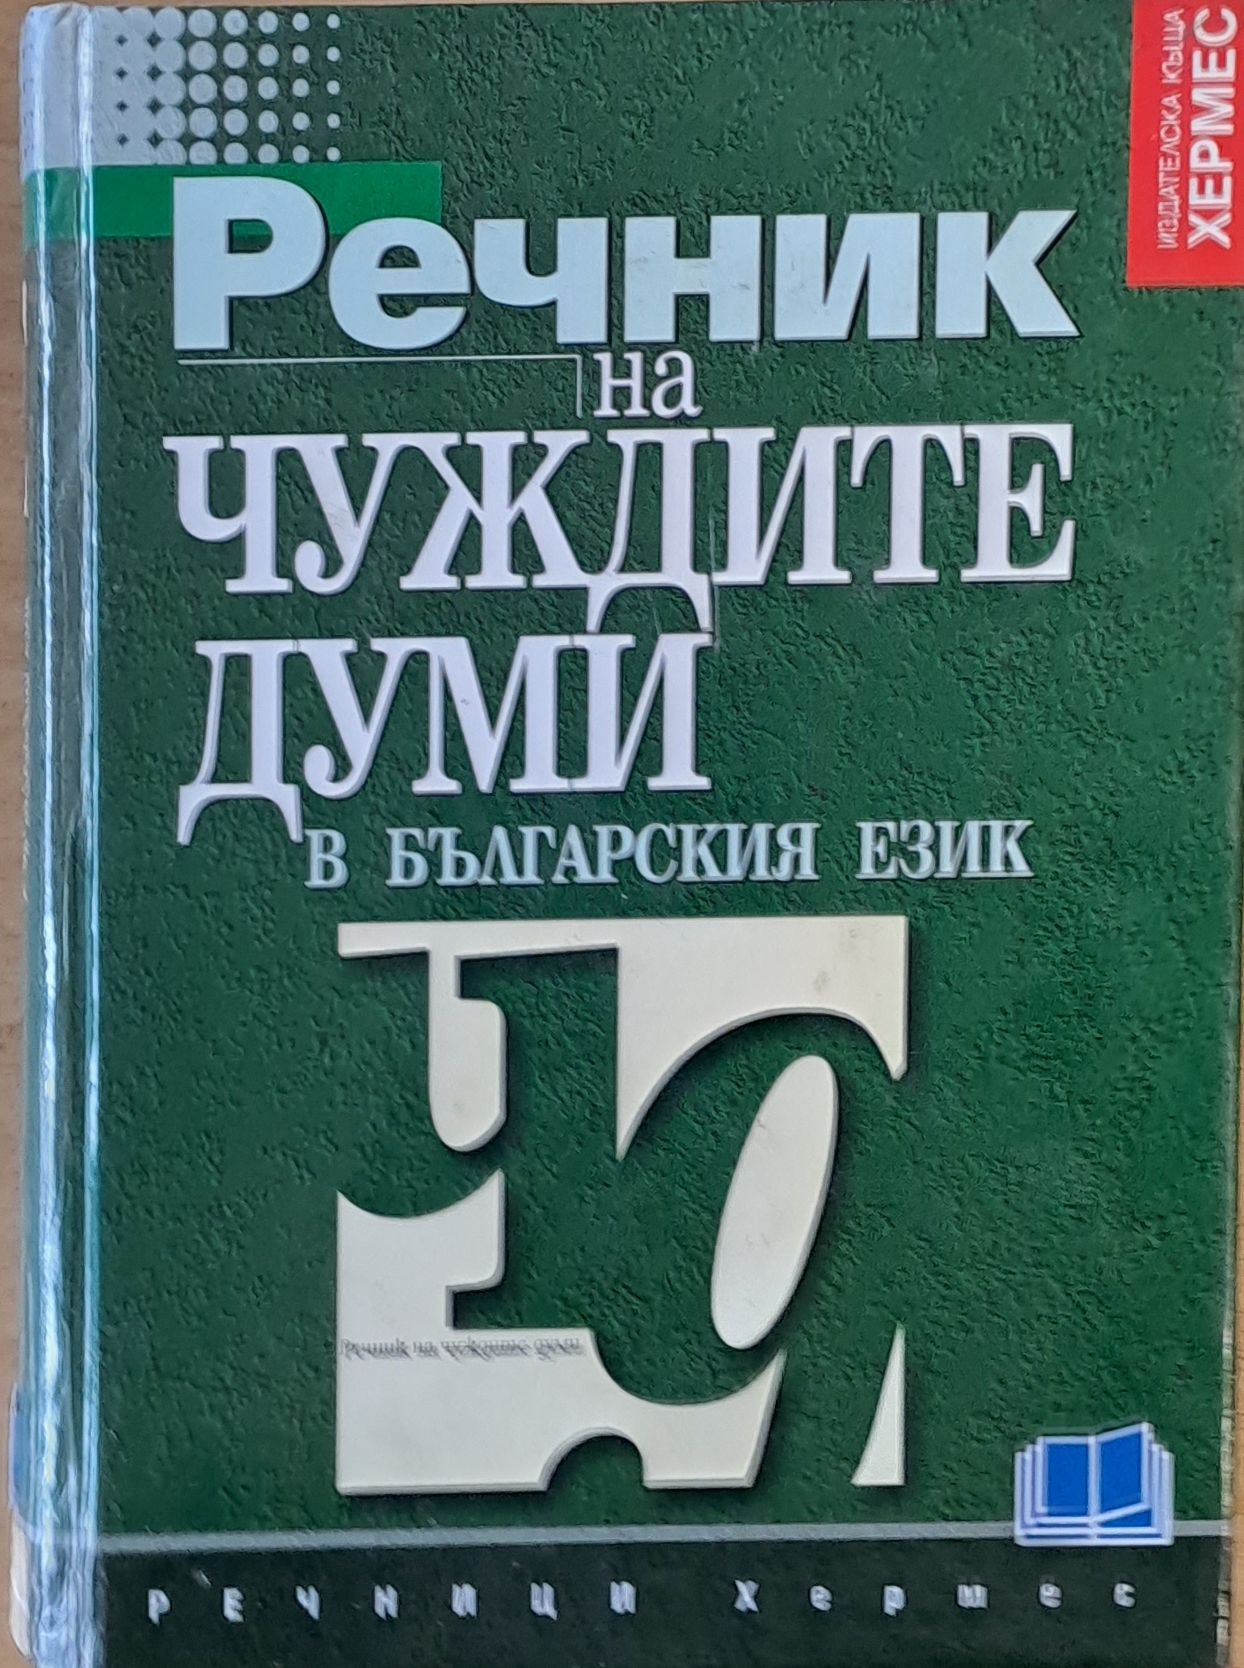 ИЗДАТЕЛСКА КЪЩА
ХЕРМЕС
Речник
на
ЧУЖДИТЕ
ДУМИ
В БЪЛГАРСКИЯ ЕЗИК
Речник на чуждите думи
РЕЧНИЦИ Хермес